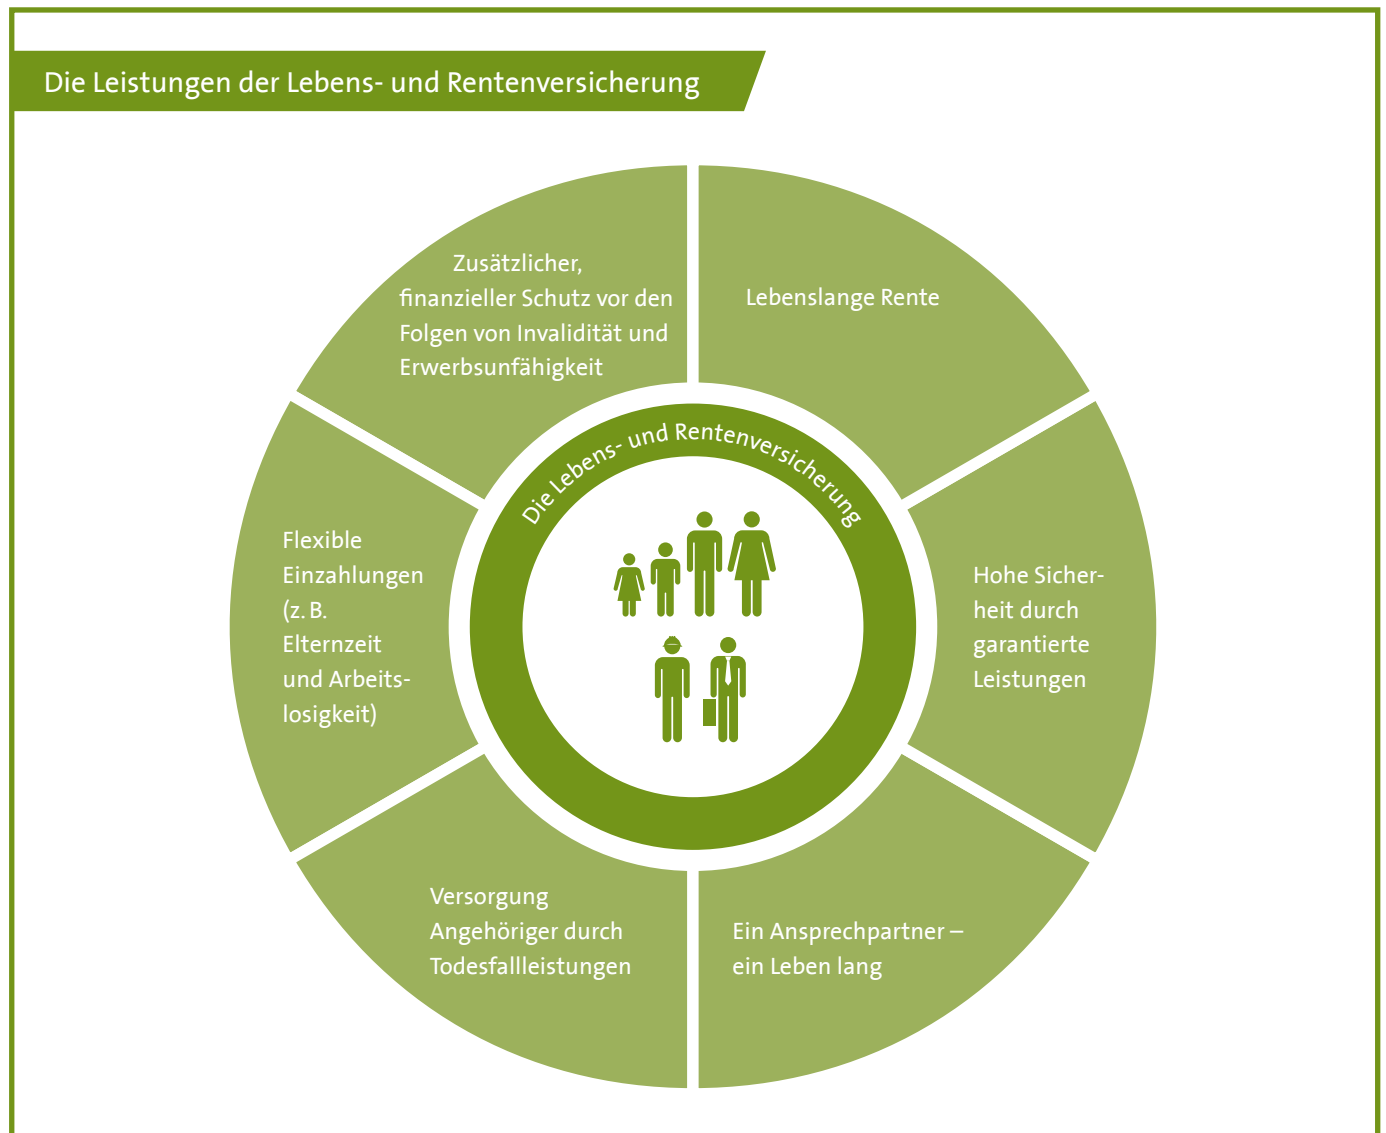 Die Leistungen der Lebens- und Rentenversicherung
Zusätzlicher,
finanzieller Schutz vor den
Folgen von Invalidität und
Erwerbsunfähigkeit
Lebenslange Rente
Die Lebens- und Rentenversicherung
Flexible
Einzahlungen
(z. B.
Elternzeit
und Arbeits-
losigkeit)
Hohe Sicher-
heit durch
garantierte
Leistungen
Versorgung
Angehöriger durch
Todesfallleistungen
Ein Ansprechpartner –
ein Leben lang